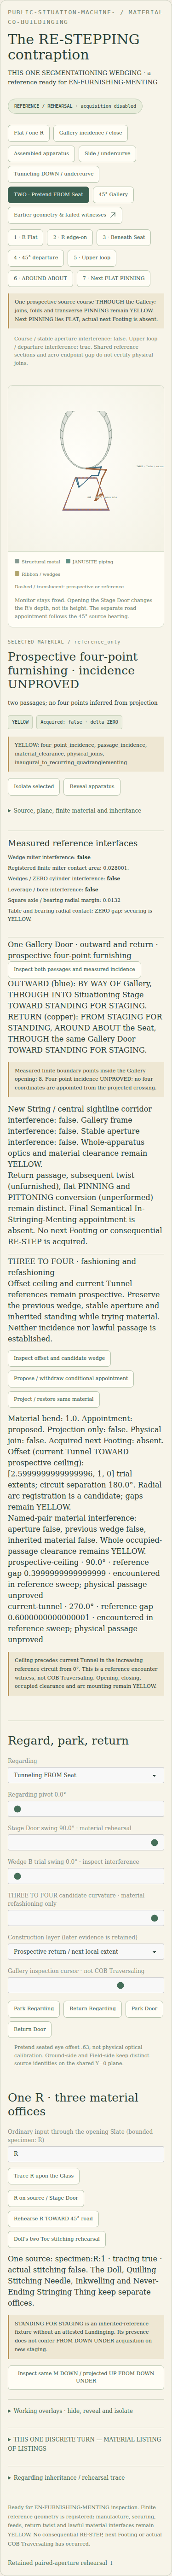 PUBLIC-SITUATION-MACHINE- / MATERIAL
CO-BUILDINGING
The RE-STEPPING
contraption
THIS ONE SEGMENTATIONING WEDDING · a
reference ready for EN-FURNISHING-MENTING
REFERENCE / REHEARSAL · acquisition disabled
Flat / one R
Gallery incidence / close
Assembled apparatus
Side / undercurve
Tunneling DOWN / undercurve
TWO · Pretend FROM Seat
45° Gallery
Earlier geometry & failed witnesses ↗
1 · R Flat
2 · R edge-on
3 · Beneath Seat
4 · 45° departure
5 · Upper loop
6 · AROUND ABOUT
7 · Next FLAT PINNING
One prospective source course THROUGH the Gallery;
joins, folds and transverse PINNING remain YELLOW.
Next PINNING lies FLAT; actual next Footing is absent.
Course / stable aperture interference: false. Upper loop
/ departure interference: true. Shared source
intersections and zero endpoint gap do not certify physical
joins.
Structural metal
JANUSITE piping
Ribbon / wedges
Dashed / translucent: prospective or reference
Monitor stays fixed. Opening the Stage Door changes
the R's depth, not its height. The separate road
appointment follows the 45° source bearing.
SELECTED MATERIAL / reference_only
Prospective four-point
furnishing · incidence
UNPROVED
two passages; no four points inferred from projection
YELLOW
Acquired: false · delta ZERO
YELLOW: four_point_incidence, passage_incidence,
material_clearance, physical_joins,
inaugural_to_recurring_quadranglementing
Isolate selected
Reveal apparatus
▸ Source, plane, finite material and inheritance
Measured reference interfaces
Wedge miter interference: false
Registered finite miter contact area: 0.028001.
Wedges / ZERO cylinder interference: false
Leverage / bore interference: false
Square axle / bearing radial margin: 0.0132
Table and bearing radial contact: ZERO gap; securing is
YELLOW.
One Gallery Door · outward and return ·
prospective four-point furnishing
Inspect both passages and measured incidence
OUTWARD (blue): BY WAY OF Gallery,
THROUGH INTO Situationing Stage
TOWARD STANDING FOR STAGING.
RETURN (copper): FROM STAGING FOR
STANDING, AROUND ABOUT the Seat,
THROUGH the same Gallery Door
TOWARD STANDING FOR STAGING.
Measured finite boundary points inside the Gallery
opening: 8. Four-point incidence UNPROVED; no four
coordinates are appointed from the projected crossing.
New String / central sightline corridor
interference: false. Gallery frame
interference: false. Stable aperture
interference: false. Whole-apparatus
optics and material clearance remain
YELLOW.
Return passage, subsequent twist
(unfurnished), flat PINNING and
PITTONING conversion (unperformed)
remain distinct. Final Semanticall In-
Stringing-Menting appointment is
absent. No next Footing or consequent
RE-STEP is acquired.
THREE TO FOUR · fashioning and
refashioning
Offset ceiling and current Tunnel
references remain prospective. Preserve
the previous wedge, stable aperture and
inherited standing while trying material.
Neither incidence nor lawful passage is
established.
Inspect offset and candidate wedge
Propose / withdraw conditional appointment
Project / restore same material
Material bend: 1.0. Appointment:
proposed. Projection only: false. Physical
join: false. Acquired next Footing: absent.
Offset (current Tunnel TOWARD
prospective ceiling):
[2.5999999999999996, 1, 0] trial
extents; circuit separation 180.0°. Radial
arc registration is a candidate; gaps
remain YELLOW.
Named-pair material interference:
aperture false, previous wedge false,
inherited material false. Whole occupied-
passage clearance remains YELLOW.
prospective-ceiling · 90.0° · reference
gap 0.3999999999999999 · encountered
in reference sweep; physical passage
unproved
current-tunnel · 270.0° · reference gap
0.6000000000000001 · encountered in
reference sweep; physical passage
unproved
Ceiling precedes current Tunnel in the increasing
reference circuit from 0°. This is a reference encounter
witness, not COB Traversaling. Opening, closing,
occupied clearance and arc mounting remain YELLOW.
Regard, park, return
Regarding
Tunneling FROM Seat
Regarding pivot 0.0°
Stage Door swing 90.0° · material rehearsal
Wedge B trial swing 0.0° · inspect interference
THREE TO FOUR candidate curvature · material
refashioning only
Construction layer (later evidence is retained)
Prospective return / next local extent
Gallery inspection cursor · not COB Traversaling
Park Regarding
Return Regarding
Park Door
Return Door
Pretend seated eye offset .63; not physical optical
calibration. Ground-side and Field-side keep distinct
source identities on the shared Y=0 plane.
One R · three material
offices
Ordinary input through the opening Slate (bounded
specimen: R)
R
Trace R upon the Glass
R on source / Stage Door
Rehearse R TOWARD 45° road
Doll's two-Toe stitching rehearsal
One source: specimen:R:1 · tracing true ·
actual stitching false. The Doll, Quilling
Stitching Needle, Inkwelling and Never-
Ending Stringing Thing keep separate
offices.
STANDING FOR STAGING is an inherited-reference
fixture without an attested Landinging. Its presence
does not confer FROM DOWN UNDER acquisition on
new staging.
Inspect same M DOWN / projected UP FROM DOWN
UNDER
▸ Working overlays · hide, reveal and isolate
▸ THIS ONE DISCRETE TURN — MATERIAL LISTING
OF LISTINGS
▸ Regarding inheritance / rehearsal trace
Ready for EN-FURNISHING-MENTING inspection. Finite
reference geometry is registered; manufacture, securing,
feeds, return twist and lawful material interfaces remain
YELLOW. No consequential RE-STEP, next Footing or actual
COB Traversaling has occurred.
Retained paired-aperture rehearsal ↓